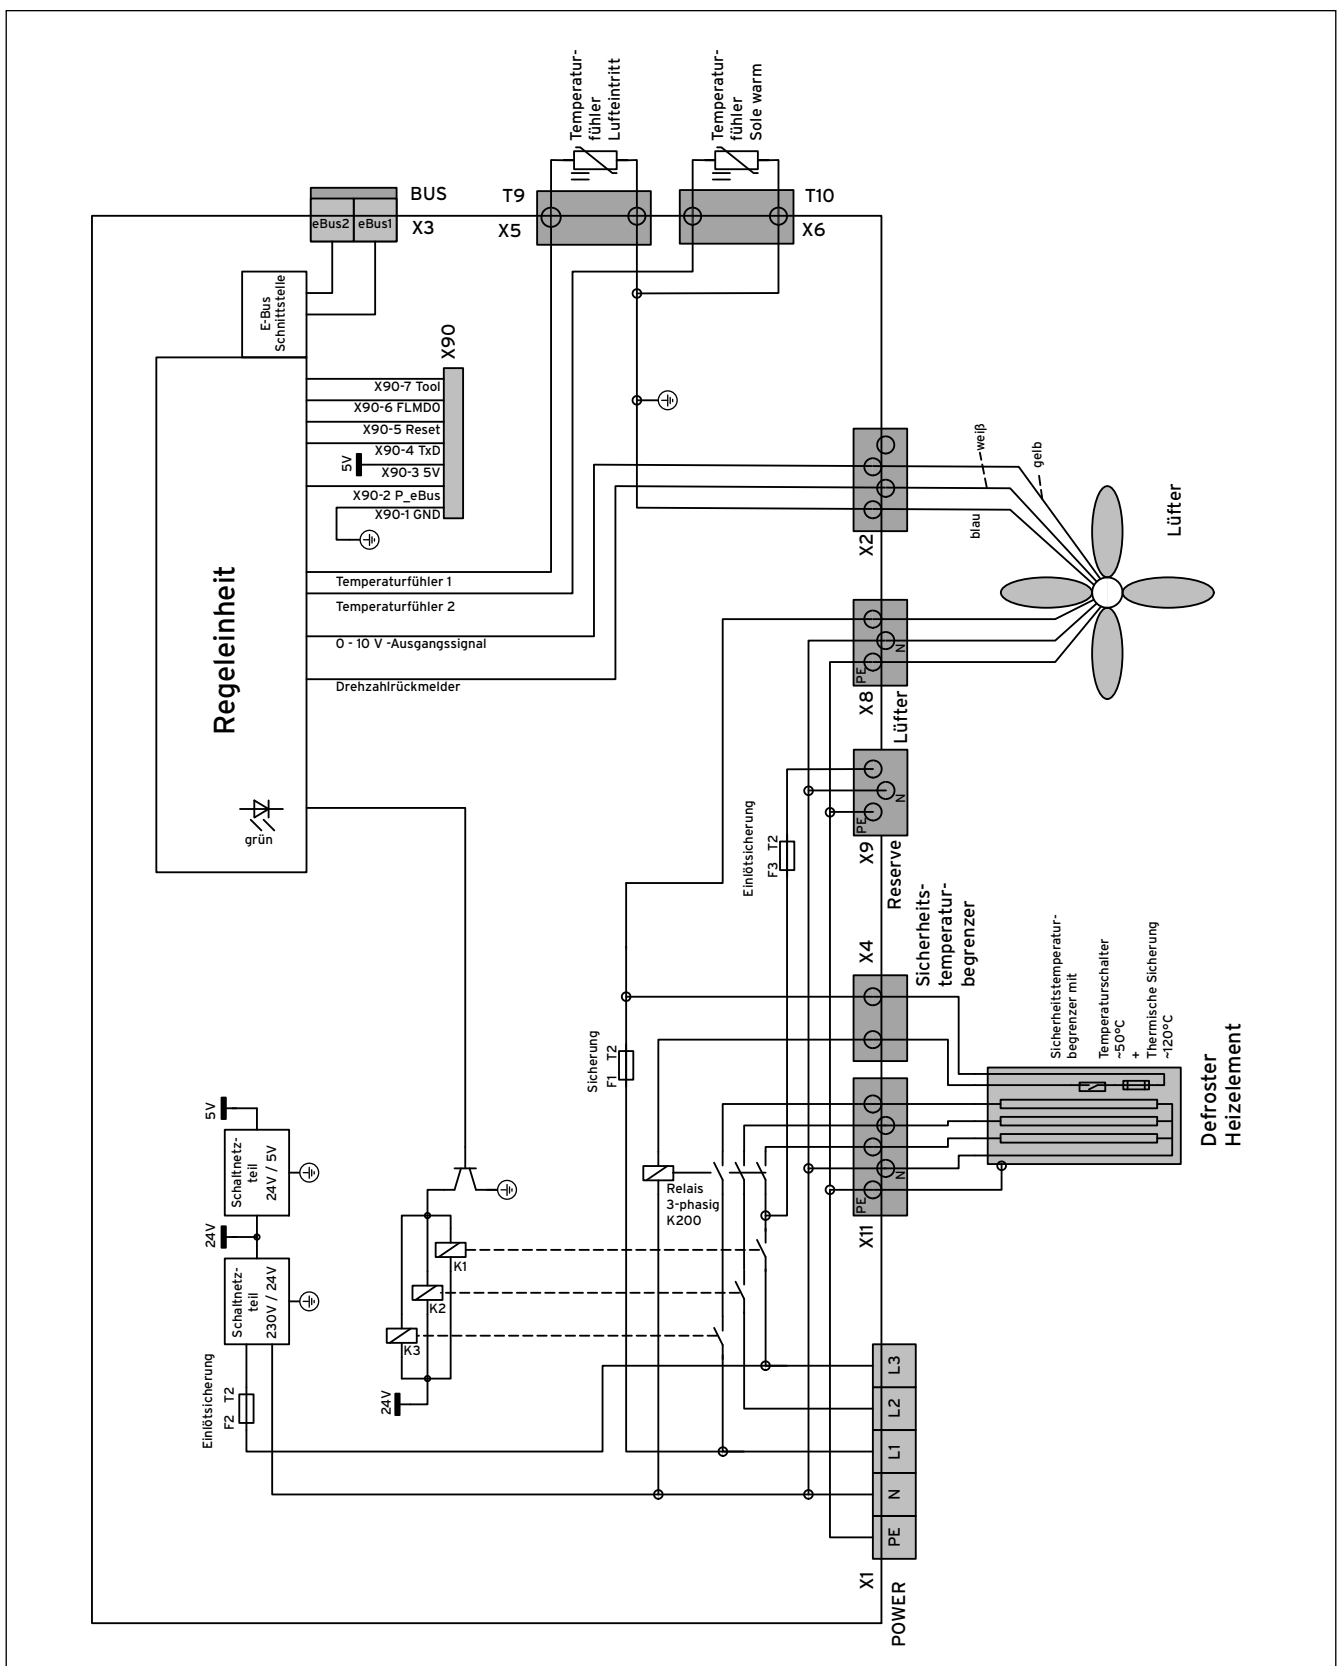 Temperatur-
fühler
Lufteintritt
Temperatur-
fühler
Sole warm
BUS
X3
eBus2
eBus1
T9
X5
T10
X6
E-Bus
Schnittstelle
X90
X90-7 Tool
X90-6 FLMD0
X90-5 Reset
X90-4 TxD
5V
X90-3 5V
X90-2 P_eBus
X90-1 GND
Regeleinheit
Temperaturfühler 1
Temperaturfühler 2
0 - 10 V -Ausgangssignal
Drehzahlrückmelder
grün
weiß
gelb
blau
X2
Lüfter
N
PE
X8
Lüfter
N
PE
X9
Reserve
Einlötsicherung
F3 T2
X4
Sicherheits-
temperatur-
begrenzer
Sicherung
F1 T2
Sicherheitstemperatur-
begrenzer mit
Temperaturschalter
~50°C
+
Thermische Sicherung
~120°C
Defroster
Heizelement
5V
Schaltnetz-
teil
24V / 5V
24V
Schaltnetz-
teil
230V / 24V
Einlötsicherung
F2 T2
Relais
3-phasig
K200
N
PE
X11
K1
K2
K3
24V
L3
L2
L1
N
PE
X1
POWER